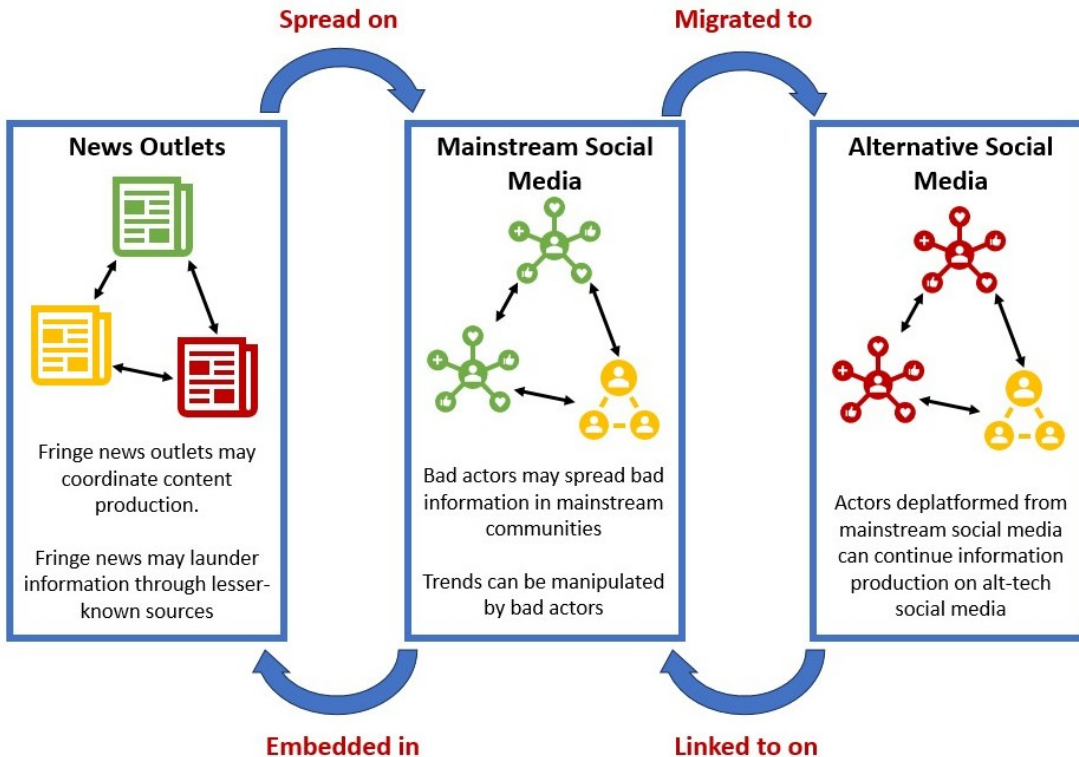 Spread on
Migrated to
News Outlets
Fringe news outlets may
coordinate content
production.
Fringe news may launder
information through lesser-
known sources
Mainstream Social
Media
Bad actors may spread bad
information in mainstream
communities
Trends can be manipulated
by bad actors
Alternative Social
Media
Actors deplatformed from
mainstream social media
can continue information
production on alt-tech
social media
Embedded in
Linked to on